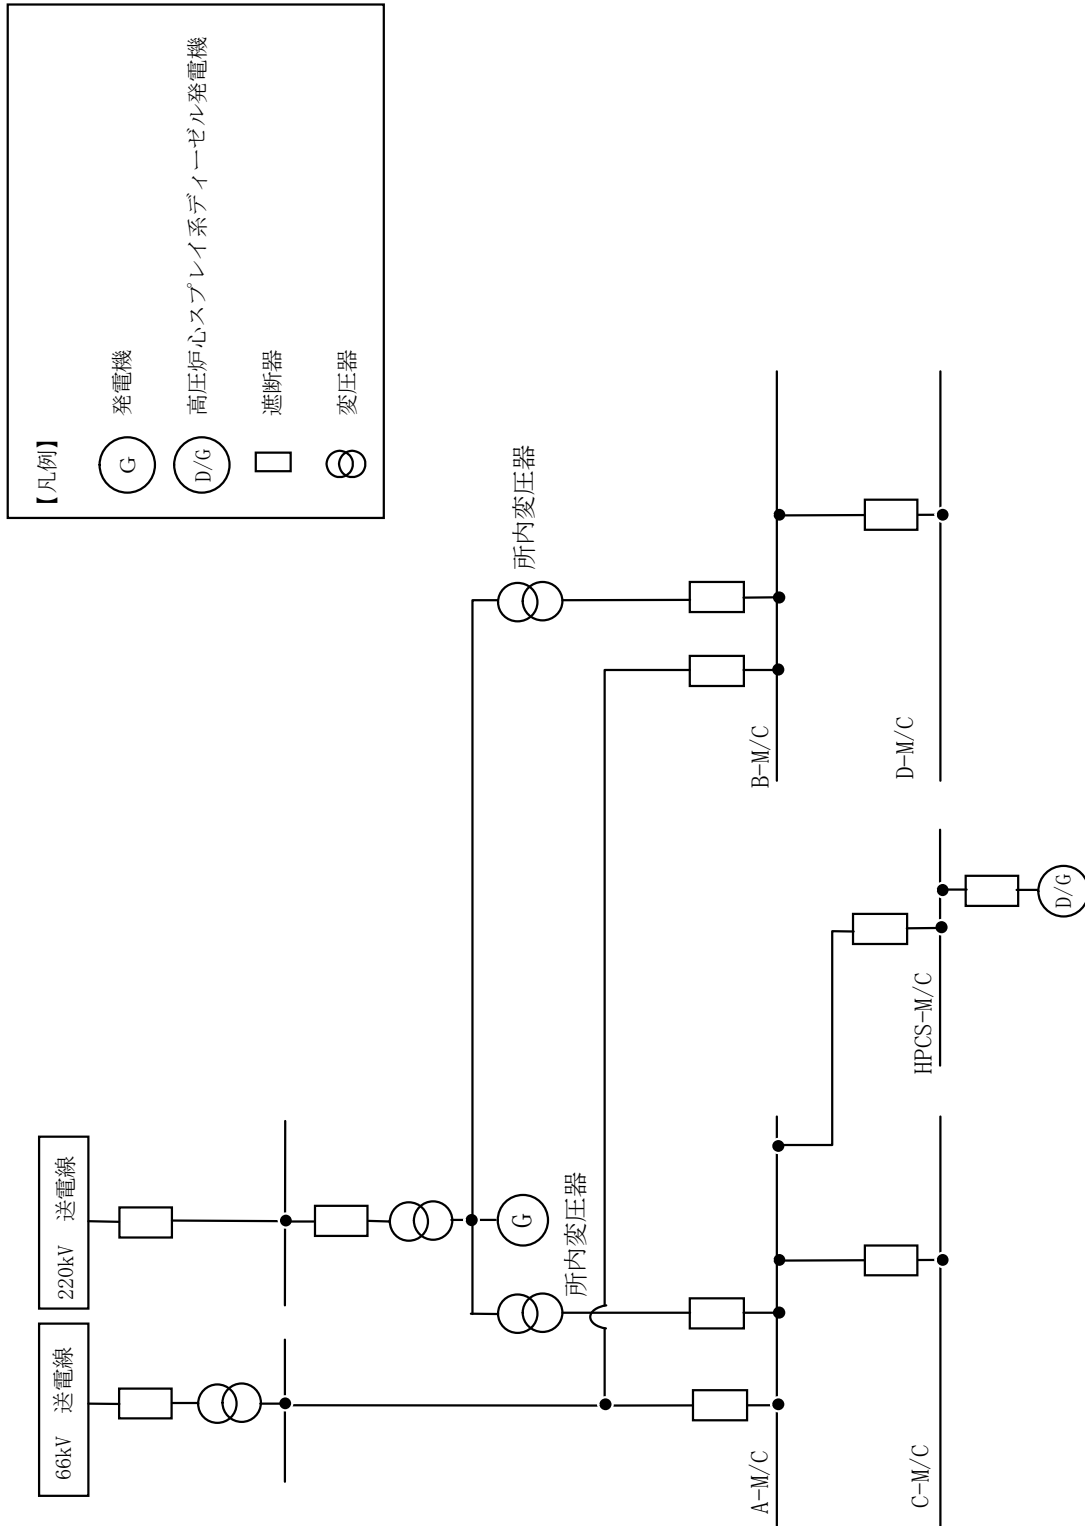 【凡例】
G 発電機
D/G 高圧炉心スプレイ系ディーゼル発電機
遮断器
変圧器
66kV 送電線
220kV 送電線
G
所内変圧器
所内変圧器
A-M/C
B-M/C
C-M/C
HPCS-M/C
D-M/C
D/G